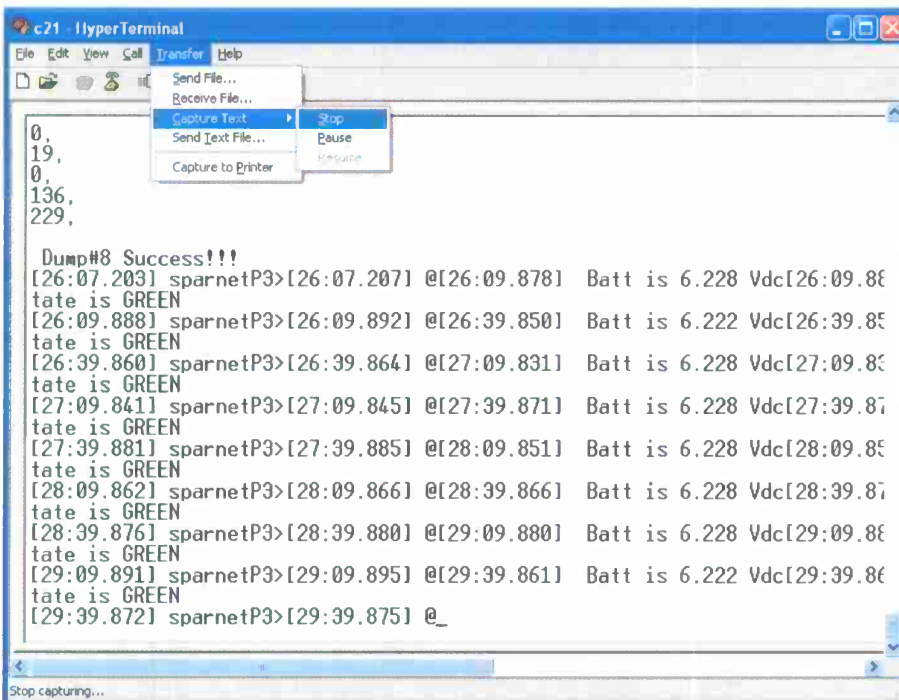 c21 - HyperTerminal
File Edit View Call Transfer Help
Send File...
Receive File...
Capture Text
Send Text File...
Capture to Printer
Stop
Pause
Resume
0,
19,
0,
136,
229,
Dump#8 Success!!!
[26:07.203] sparnetP3>[26:07.207] @[26:09.878] Batt is 6.228 Vdc[26:09.88
tate is GREEN
[26:09.888] sparnetP3>[26:09.892] @[26:39.850] Batt is 6.222 Vdc[26:39.85
tate is GREEN
[26:39.860] sparnetP3>[26:39.864] @[27:09.831] Batt is 6.228 Vdc[27:09.83
tate is GREEN
[27:09.841] sparnetP3>[27:09.845] @[27:39.871] Batt is 6.228 Vdc[27:39.87
tate is GREEN
[27:39.881] sparnetP3>[27:39.885] @[28:09.851] Batt is 6.228 Vdc[28:09.85
tate is GREEN
[28:09.862] sparnetP3>[28:09.866] @[28:39.866] Batt is 6.228 Vdc[28:39.87
tate is GREEN
[28:39.876] sparnetP3>[28:39.880] @[29:09.880] Batt is 6.228 Vdc[29:09.88
tate is GREEN
[29:09.891] sparnetP3>[29:09.895] @[29:39.861] Batt is 6.222 Vdc[29:39.86
tate is GREEN
[29:39.872] sparnetP3>[29:39.875] @_
Stop capturing...